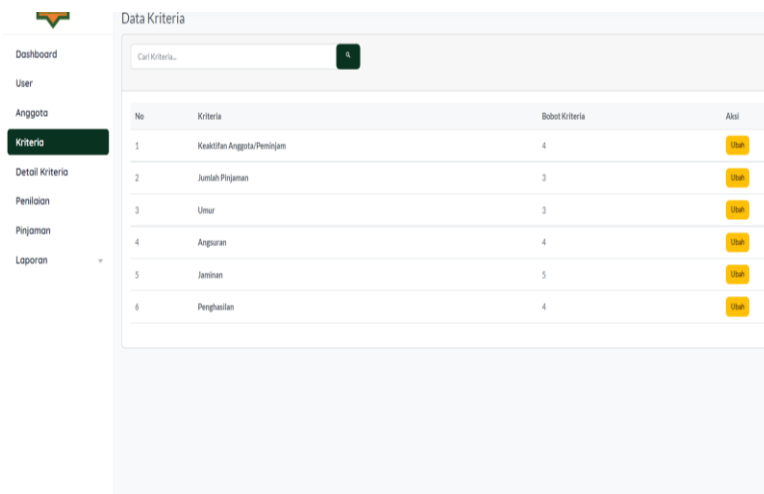 Data Kriteria
Dashboard
User
Anggota
Kriteria
Detail Kriteria
Penilaian
Pinjaman
Laporan
Cari Kriteria...
No Kriteria Bobot Kriteria Aksi
1 Keaktifan Anggota/Peminjam 4 Ubah
2 Jumlah Pinjaman 3 Ubah
3 Umur 3 Ubah
4 Angsuran 4 Ubah
5 Jaminan 5 Ubah
6 Penghasilan 4 Ubah